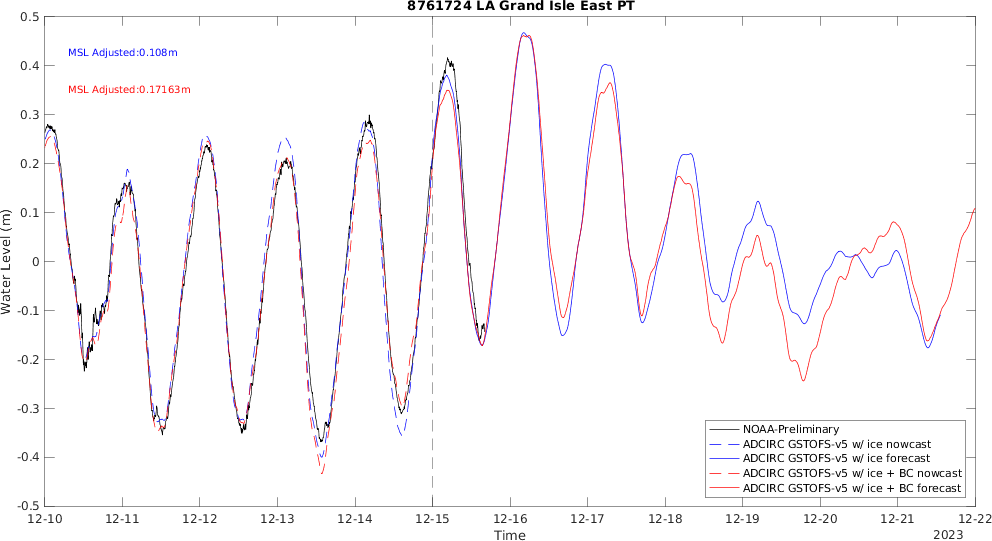 8761724 LA Grand Isle East PT
MSL Adjusted:0.108m
MSL Adjusted:0.17163m
Water Level (m)
0.5
0.4
0.3
0.2
0.1
0
-0.1
-0.2
-0.3
-0.4
-0.5
NOAA-Preliminary
ADCIRC GSTOFS-v5 w/ ice nowcast
ADCIRC GSTOFS-v5 w/ ice forecast
ADCIRC GSTOFS-v5 w/ ice + BC nowcast
ADCIRC GSTOFS-v5 w/ ice + BC forecast
12-10 12-11 12-12 12-13 12-14 12-15 12-16 12-17 12-18 12-19 12-20 12-21 12-22
Time
2023